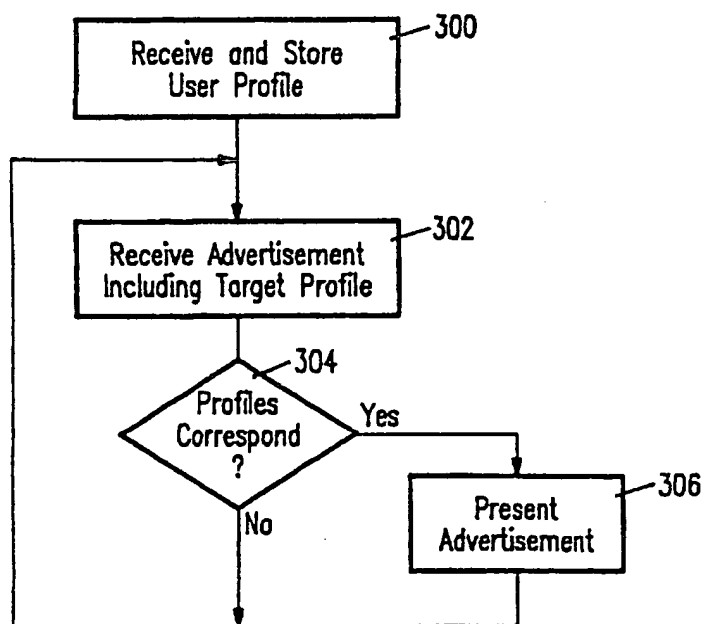 300
Receive and Store
User Profile
302
Receive Advertisement
Including Target Profile
304
Profiles
Correspond
?
Yes
No
306
Present
Advertisement